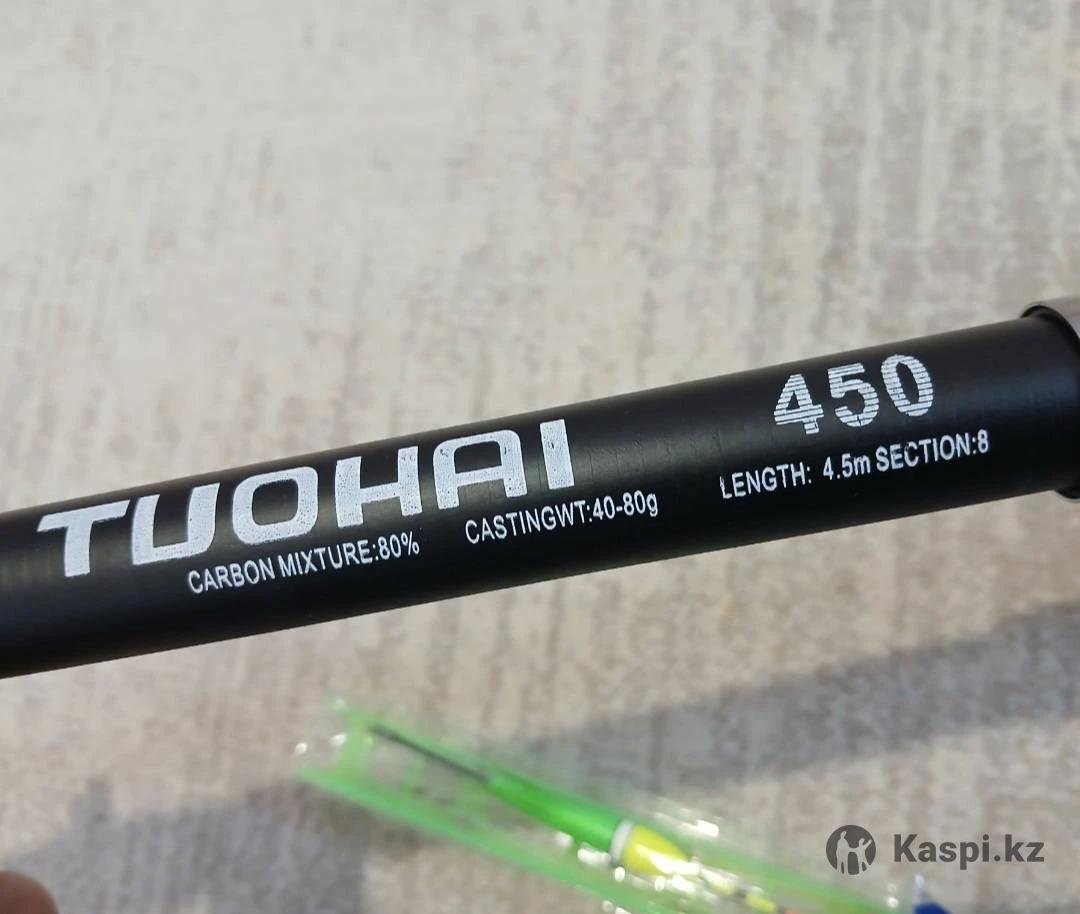 TUOHAI
CARBON MIXTURE:80%
CASTINGWT:40-80g
450
LENGTH: 4.5m SECTION:8
Kaspi.kz